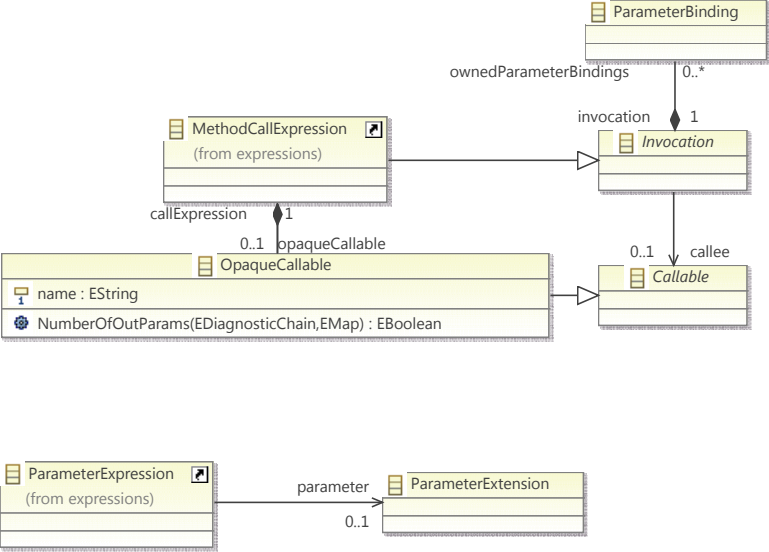 ParameterBinding
ownedParameterBindings
0..*
invocation
1
MethodCallExpression
(from expressions)
Invocation
callExpression
1
0..1
opaqueCallable
0..1
callee
OpaqueCallable
Callable
1
name : EString
NumberOfOutParams(EDiagnosticChain,EMap) : EBoolean
ParameterExpression
(from expressions)
parameter
0..1
ParameterExtension